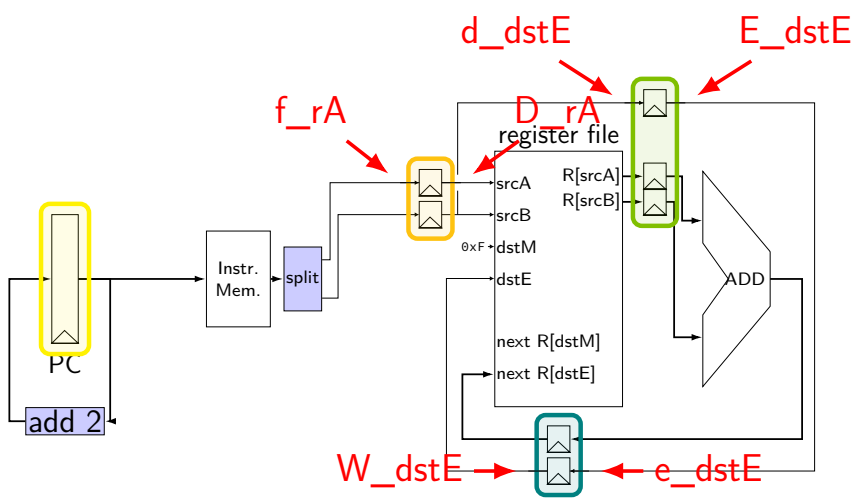 d_dstE
E_dstE
f_rA
D_rA
register file
srcA
R[srcA]
R[srcB]
srcB
0xF
dstM
Instr.
Mem.
split
dstE
ADD
next R[dstM]
PC
next R[dstE]
add 2
W_dstE
e_dstE